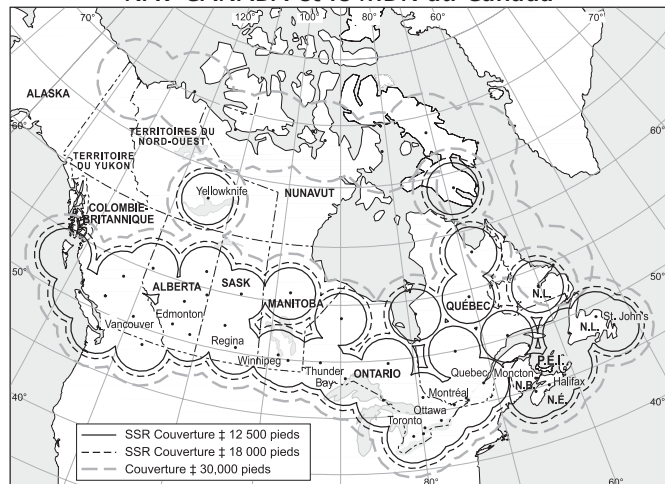 70°
120°
100°
80°
60°
70°
ALASKA
60°
TERRITOIRES DU
NORD-OUEST
TERRITOIRE
DU YUKON
Yellowknife
NUNAVUT
60°
COLOMBIE-
BRITANNIQUE
50°
ALBERTA
SASK
MANITOBA
QUÉBEC
N.L.
St. John's
N.L.
50°
Edmonton
Vancouver
Regina
Winnipeg
Thunder
Bay
ONTARIO
Quebec
Moncton
P.E.I.
N.B.
Halifax
N.É.
Montréal
Ottawa
Toronto
40°
40°
80°
60°
SSR Couverture ‡ 12 500 pieds
SSR Couverture ‡ 18 000 pieds
Couverture ‡ 30,000 pieds